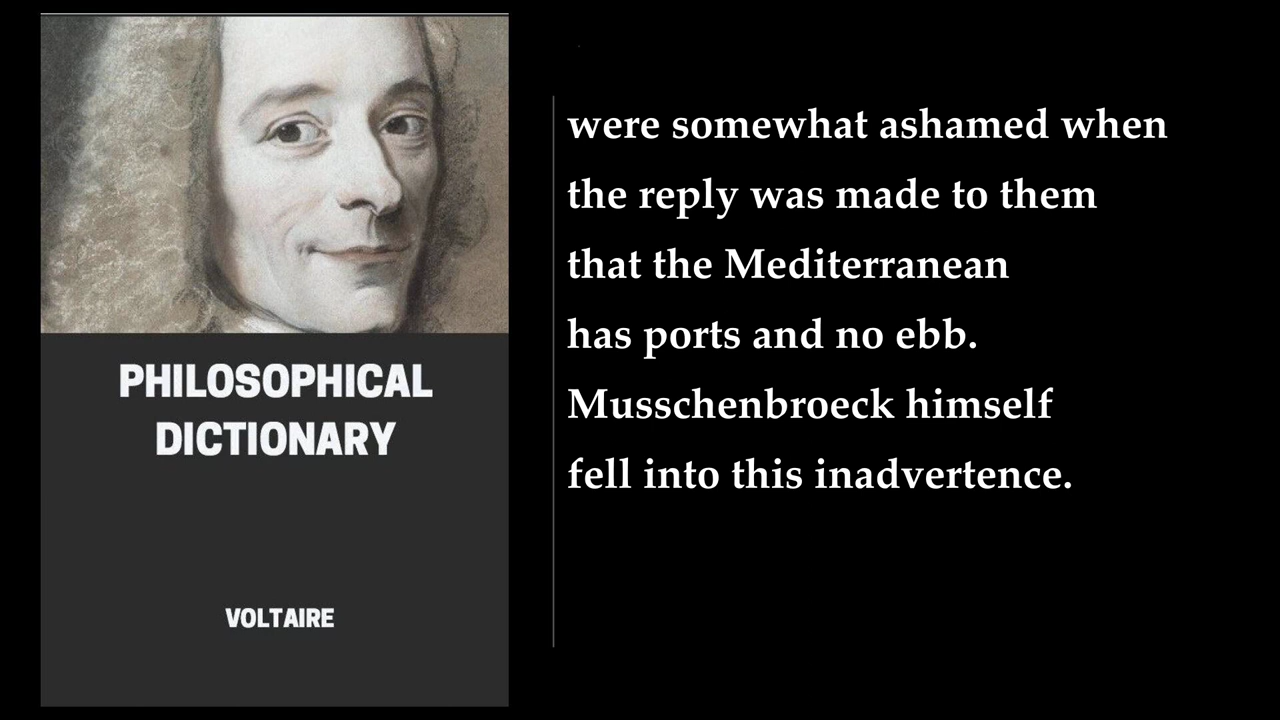 PHILOSOPHICAL
DICTIONARY
VOLTAIRE
were somewhat ashamed when
the reply was made to them
that the Mediterranean
has ports and no ebb.
Musschenbroeck himself
fell into this inadvertence.